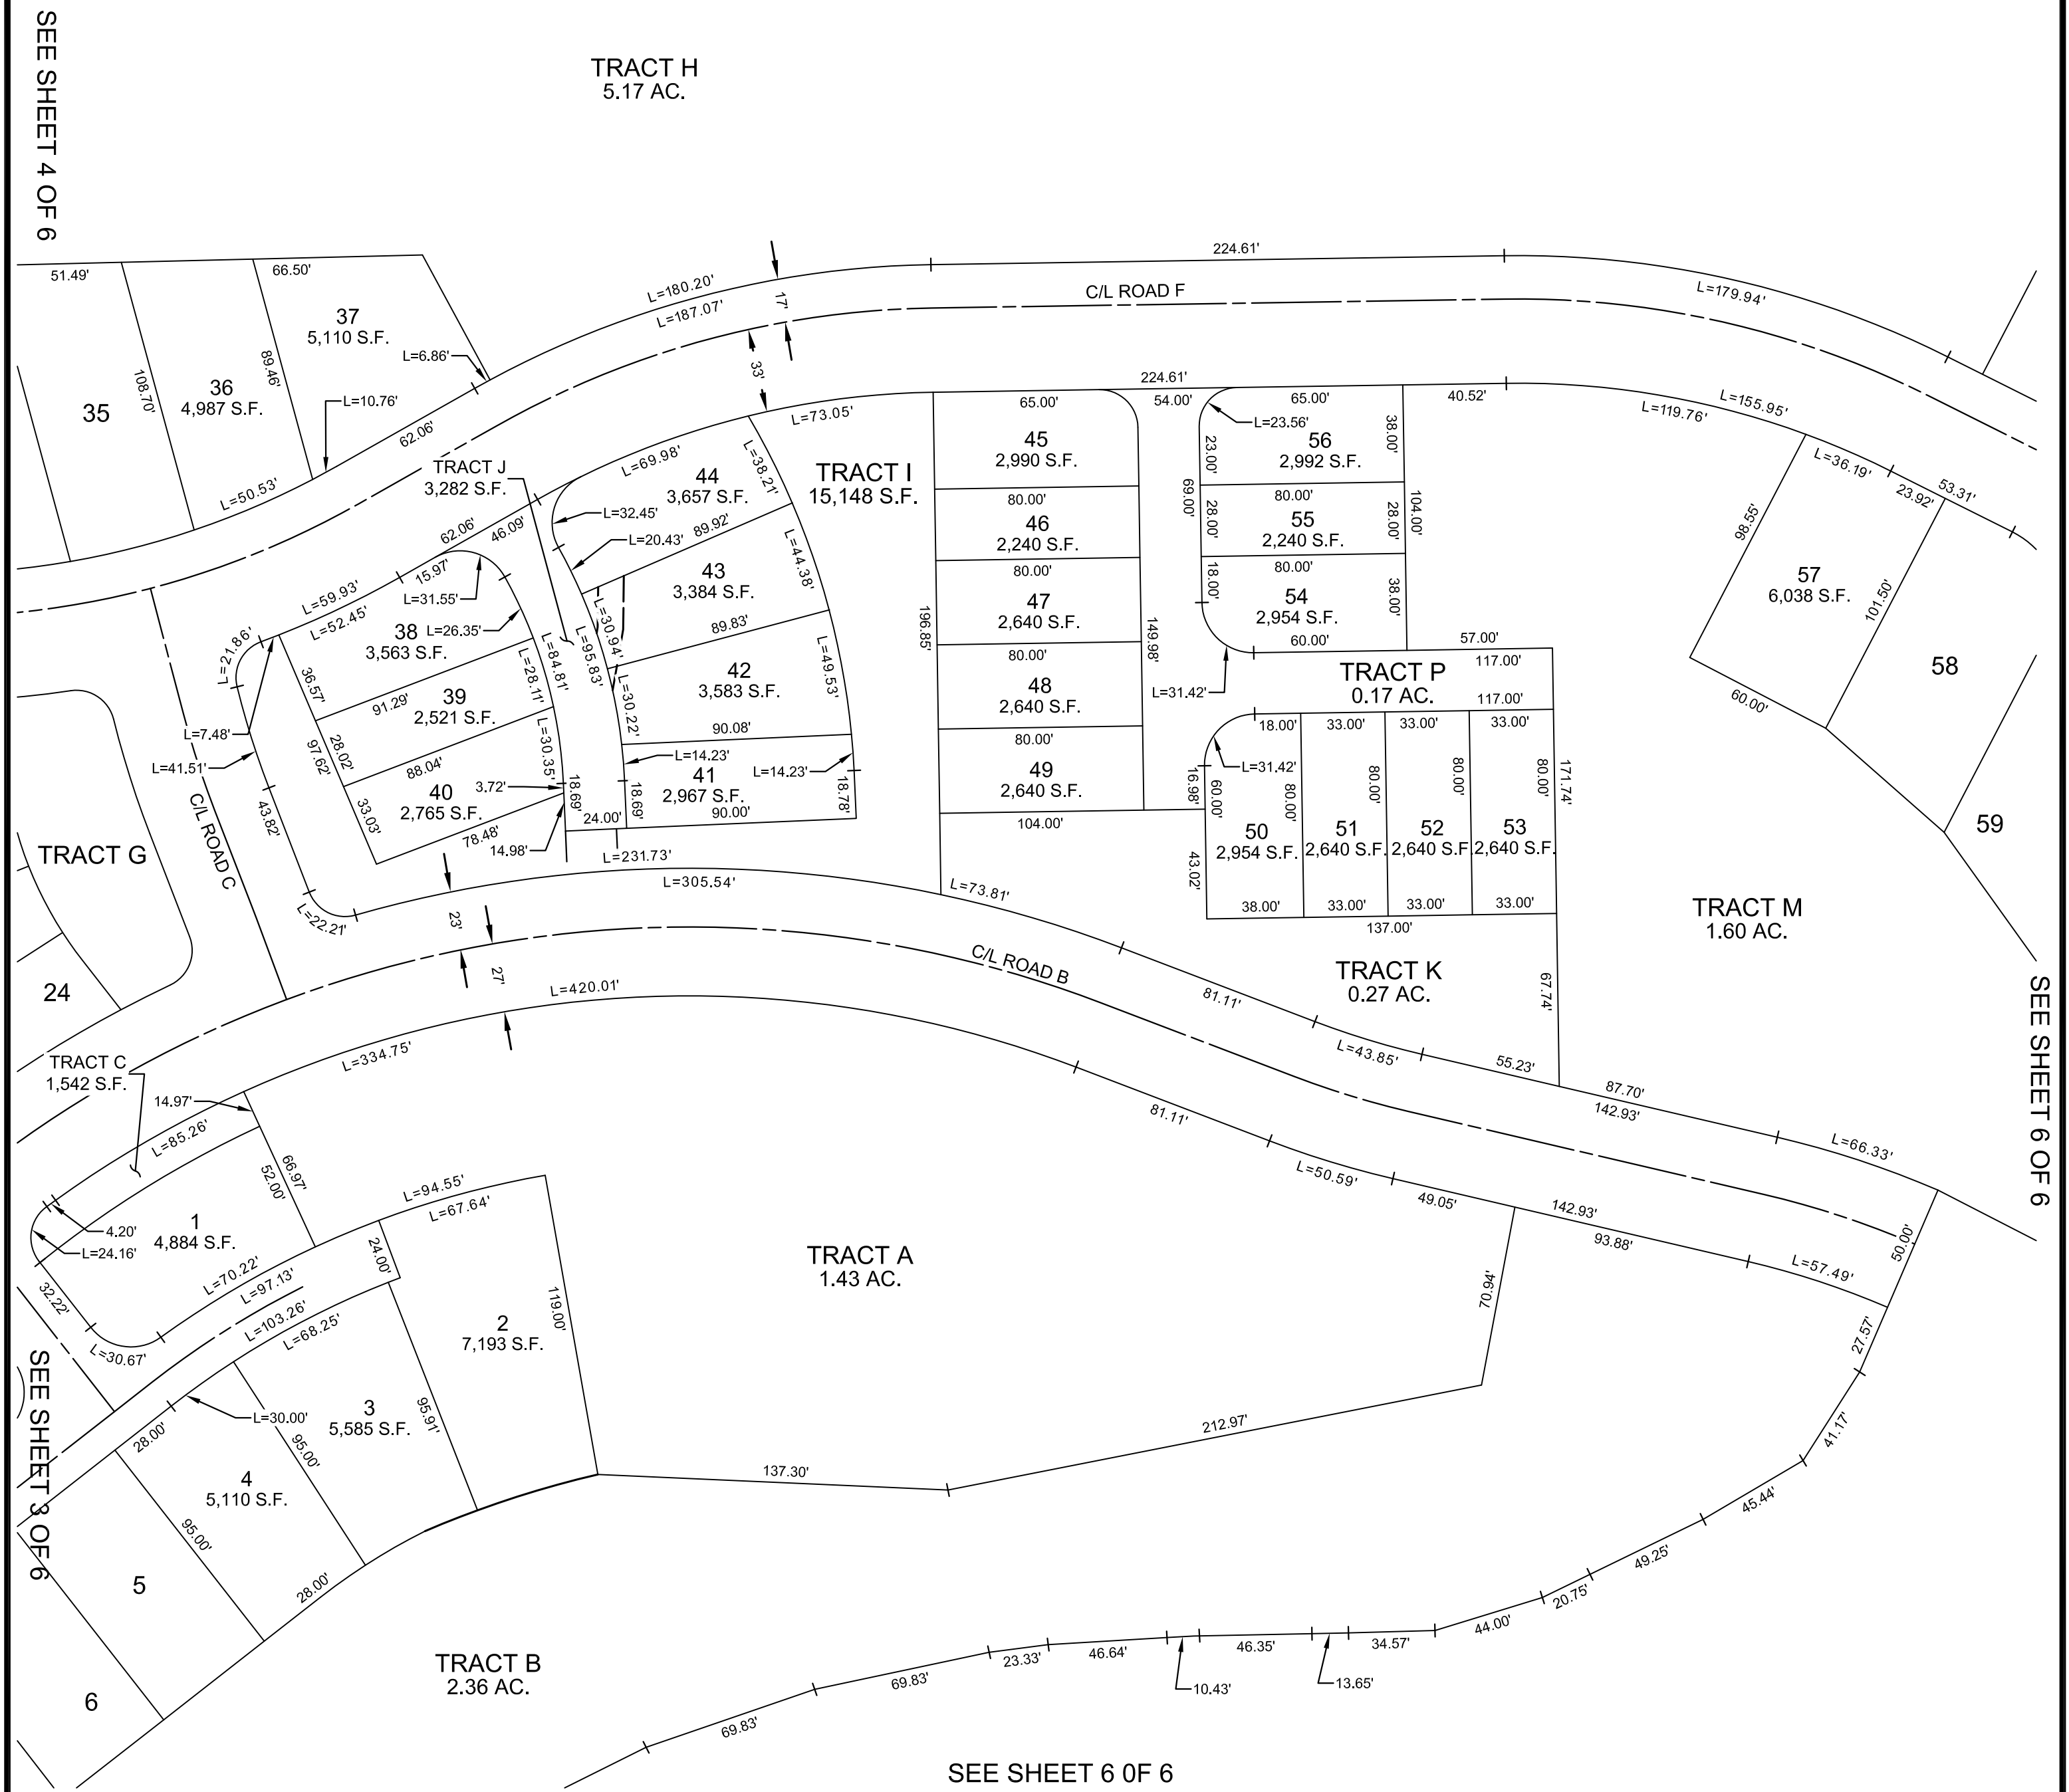 SEE SHEET 4 OF 6
TRACT H
5.17 AC.
51.49'
66.50'
37
5,110 S.F.
L=6.86'
108.70'
89.46'
36
4,987 S.F.
35
L=10.76'
62.06'
L=50.53'
L=180.20'
L=187.07'
17'
33'
224.61'
C/L ROAD F
L=179.94'
224.61'
L=73.05'
65.00'
54.00'
65.00'
40.52'
L=119.76'
L=155.95'
L=36.19'
23.92'
53.31'
TRACT J
3,282 S.F.
L=69.98'
44
3,657 S.F.
L=38.21'
TRACT I
15,148 S.F.
L=32.45'
L=20.43'
89.92'
62.06'
46.09'
15.97'
L=31.55'
L=59.93'
L=52.45'
38
3,563 S.F.
L=26.35'
L=21.86'
36.57'
L=7.48'
L=41.51'
43.82'
91.29'
39
2,521 S.F.
L=28.11'
L=84.81'
28.02'
97.62'
88.04'
L=30.35'
40
2,765 S.F.
3.72'
18.69'
33.03'
78.48'
14.98'
L=22.21'
43
3,384 S.F.
L=44.38'
L=30.94'
L=95.83'
89.83'
42
3,583 S.F.
L=49.53'
L=30.22'
90.08'
L=14.23'
L=14.23'
41
2,967 S.F.
18.69'
18.78'
24.00'
90.00'
L=231.73'
L=305.54'
45
2,990 S.F.
80.00'
46
2,240 S.F.
80.00'
47
2,640 S.F.
80.00'
48
2,640 S.F.
80.00'
49
2,640 S.F.
196.85'
149.98'
104.00'
L=23.56'
56
2,992 S.F.
38.00'
23.00'
80.00'
69.00'
28.00'
55
2,240 S.F.
28.00'
104.00'
80.00'
18.00'
54
2,954 S.F.
38.00'
60.00'
57.00'
L=31.42'
TRACT P
0.17 AC.
117.00'
117.00'
18.00'
33.00'
33.00'
33.00'
L=31.42'
16.98'
60.00'
80.00'
80.00'
80.00'
80.00'
171.74'
50
2,954 S.F.
51
2,640 S.F.
52
2,640 S.F.
53
2,640 S.F.
43.02'
38.00'
33.00'
33.00'
33.00'
137.00'
TRACT K
0.27 AC.
67.74'
98.55'
57
6,038 S.F.
101.50'
58
60.00'
59
TRACT M
1.60 AC.
SEE SHEET 6 OF 6
TRACT G
C/L ROAD C
24
23'
27'
L=420.01'
L=334.75'
L=73.81'
C/L ROAD B
81.11'
L=43.85'
55.23'
87.70'
142.93'
L=66.33'
81.11'
L=50.59'
49.05'
142.93'
93.88'
L=57.49'
50.00'
TRACT C
1,542 S.F.
14.97'
L=85.26'
66.97'
52.00'
1
4,884 S.F.
4.20'
L=24.16'
32.22'
L=30.67'
L=70.22'
L=97.13'
L=94.55'
L=67.64'
24.00'
L=103.26'
L=68.25'
2
7,193 S.F.
119.00'
TRACT A
1.43 AC.
70.94'
212.97'
137.30'
3
5,585 S.F.
95.91'
L=30.00'
28.00'
95.00'
4
5,110 S.F.
95.00'
28.00'
5
6
SEE SHEET 3 OF 6
TRACT B
2.36 AC.
69.83'
69.83'
23.33'
46.64'
10.43'
46.35'
13.65'
34.57'
44.00'
20.75'
49.25'
45.44'
41.17'
27.57'
SEE SHEET 6 0F 6